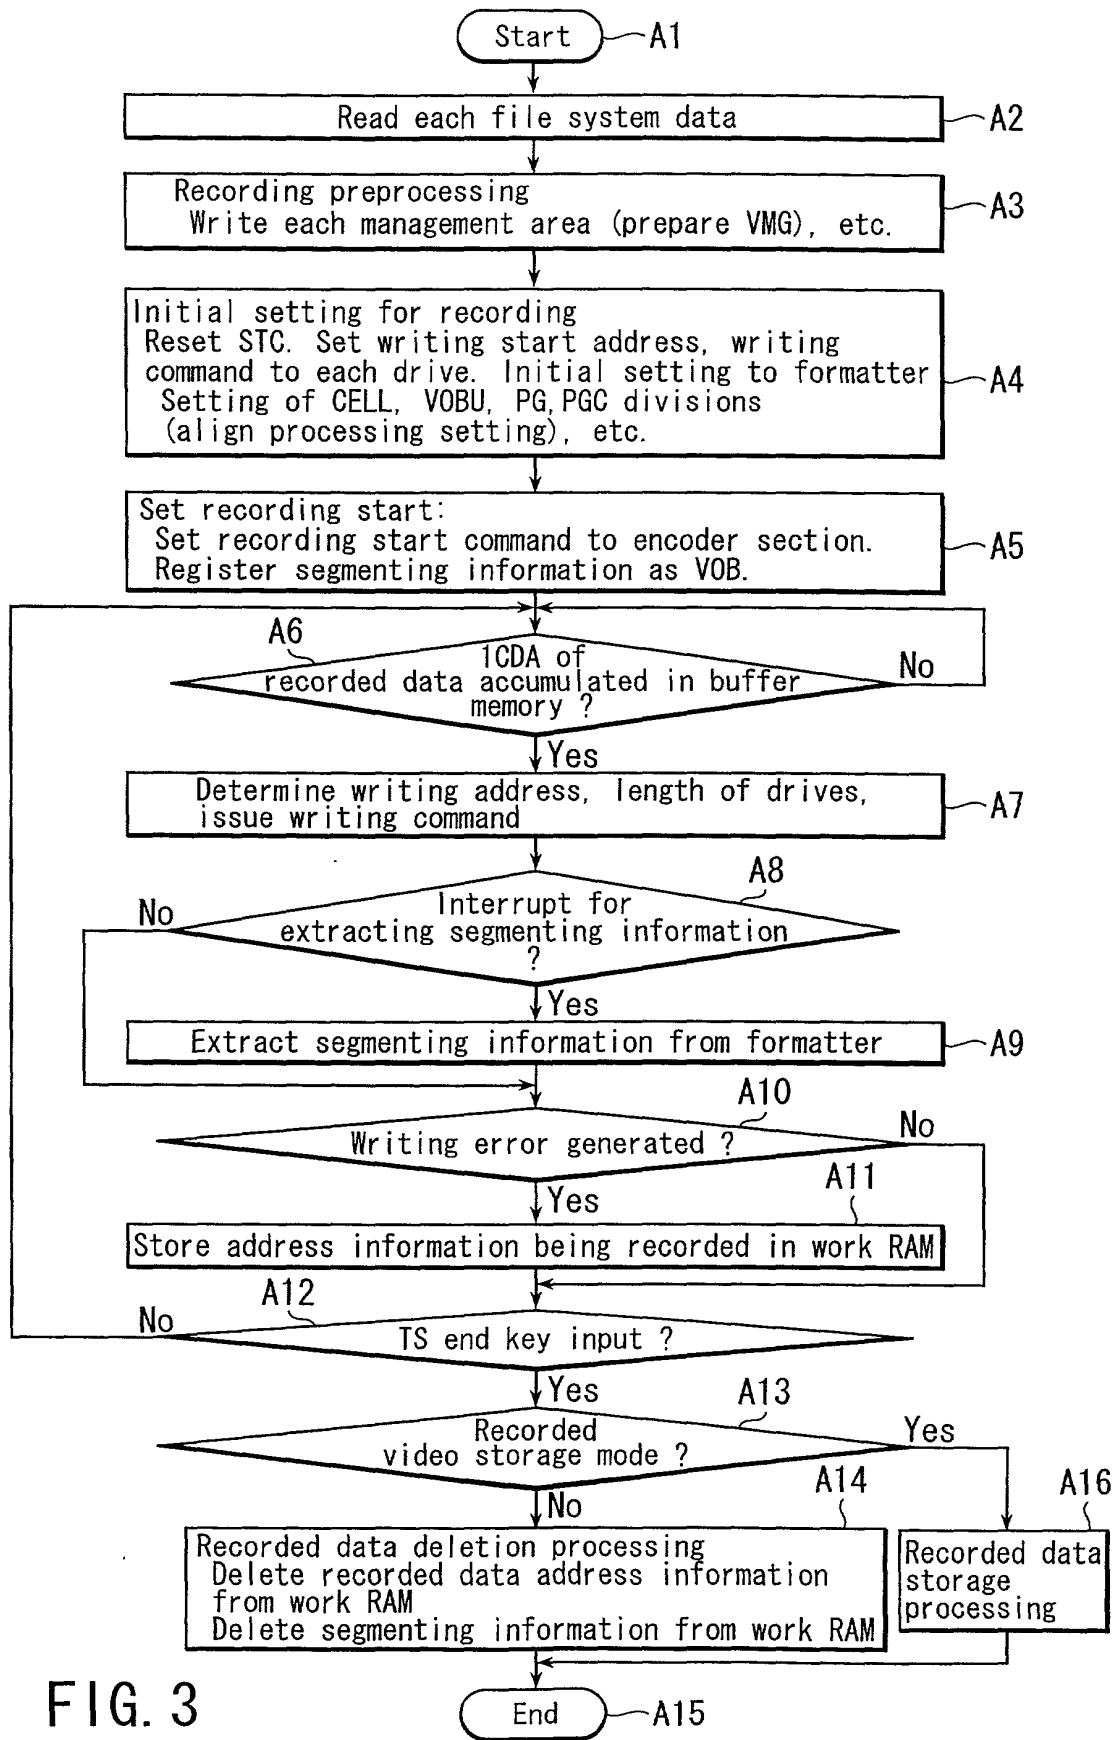 Start
A1
Read each file system data
A2
Recording preprocessing
Write each management area (prepare VMG), etc.
A3
Initial setting for recording
Reset STC. Set writing start address, writing
command to each drive. Initial setting to formatter
Setting of CELL, VOBU, PG,PGC divisions
(align processing setting), etc.
A4
Set recording start:
Set recording start command to encoder section.
Register segmenting information as VOB.
A5
A6
1CDA of
recorded data accumulated in buffer
memory ?
No
Yes
Determine writing address, length of drives,
issue writing command
A7
A8
Interrupt for
extracting segmenting information
?
No
Yes
Extract segmenting information from formatter
A9
A10
Writing error generated ?
No
Yes
A11
Store address information being recorded in work RAM
A12
No
TS end key input ?
Yes
A13
Recorded
video storage mode ?
Yes
No
A14
A16
Recorded data deletion processing
Delete recorded data address information
from work RAM
Delete segmenting information from work RAM
Recorded data
storage
processing
End
A15
FIG. 3